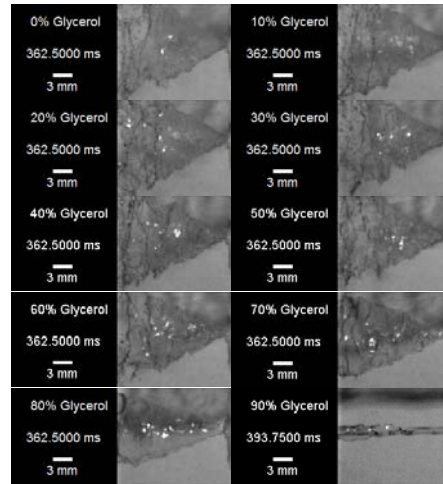 0% Glycerol
362.5000 ms
3 mm
10% Glycerol
362.5000 ms
3 mm
20% Glycerol
362.5000 ms
3 mm
30% Glycerol
362.5000 ms
3 mm
40% Glycerol
362.5000 ms
3 mm
50% Glycerol
362.5000 ms
3 mm
60% Glycerol
362.5000 ms
3 mm
70% Glycerol
362.5000 ms
3 mm
80% Glycerol
362.5000 ms
3 mm
90% Glycerol
393.7500 ms
3 mm